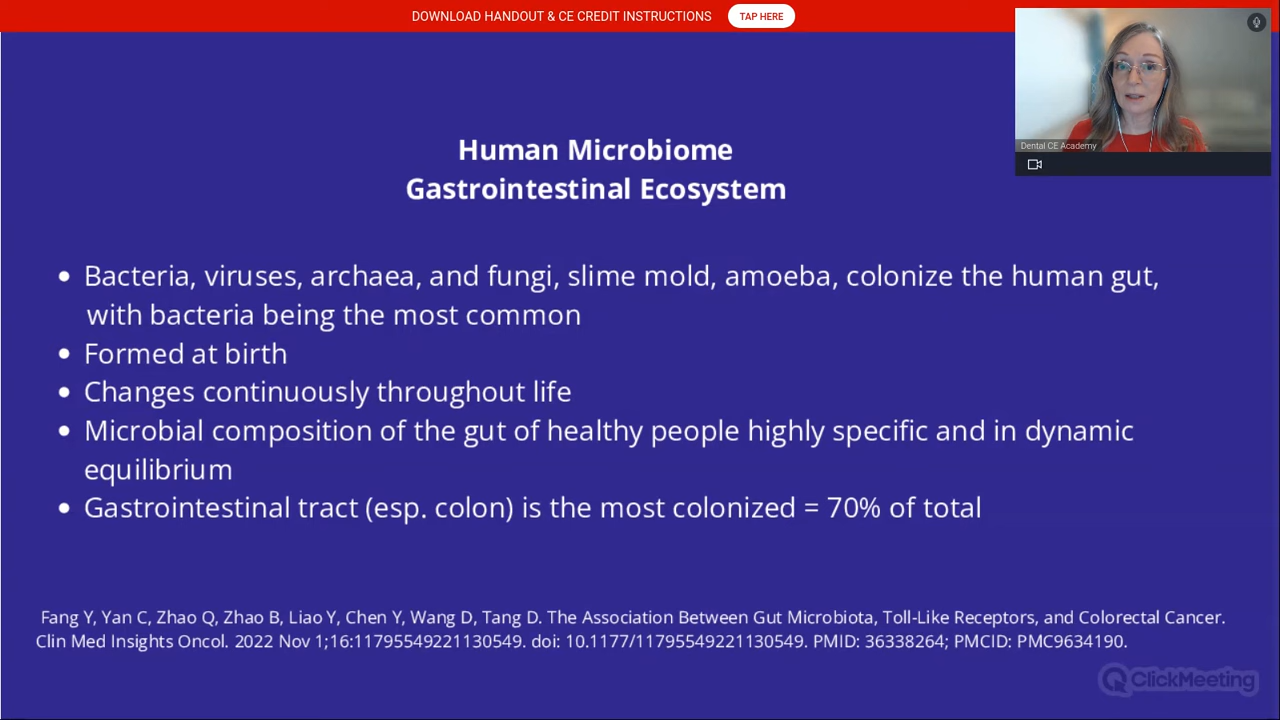 DOWNLOAD HANDOUT & CE CREDIT INSTRUCTIONS TAP HERE
Dental CE Academy
Human Microbiome
Gastrointestinal Ecosystem
• Bacteria, viruses, archaea, and fungi, slime mold, amoeba, colonize the human gut,
with bacteria being the most common
• Formed at birth
• Changes continuously throughout life
• Microbial composition of the gut of healthy people highly specific and in dynamic
equilibrium
• Gastrointestinal tract (esp. colon) is the most colonized = 70% of total
Fang Y, Yan C, Zhao Q, Zhao B, Liao Y, Chen Y, Wang D, Tang D. The Association Between Gut Microbiota, Toll-Like Receptors, and Colorectal Cancer.
Clin Med Insights Oncol. 2022 Nov 1;16:11795549221130549. doi: 10.1177/11795549221130549. PMID: 36338264; PMCID: PMC9634190.
ClickMeeting